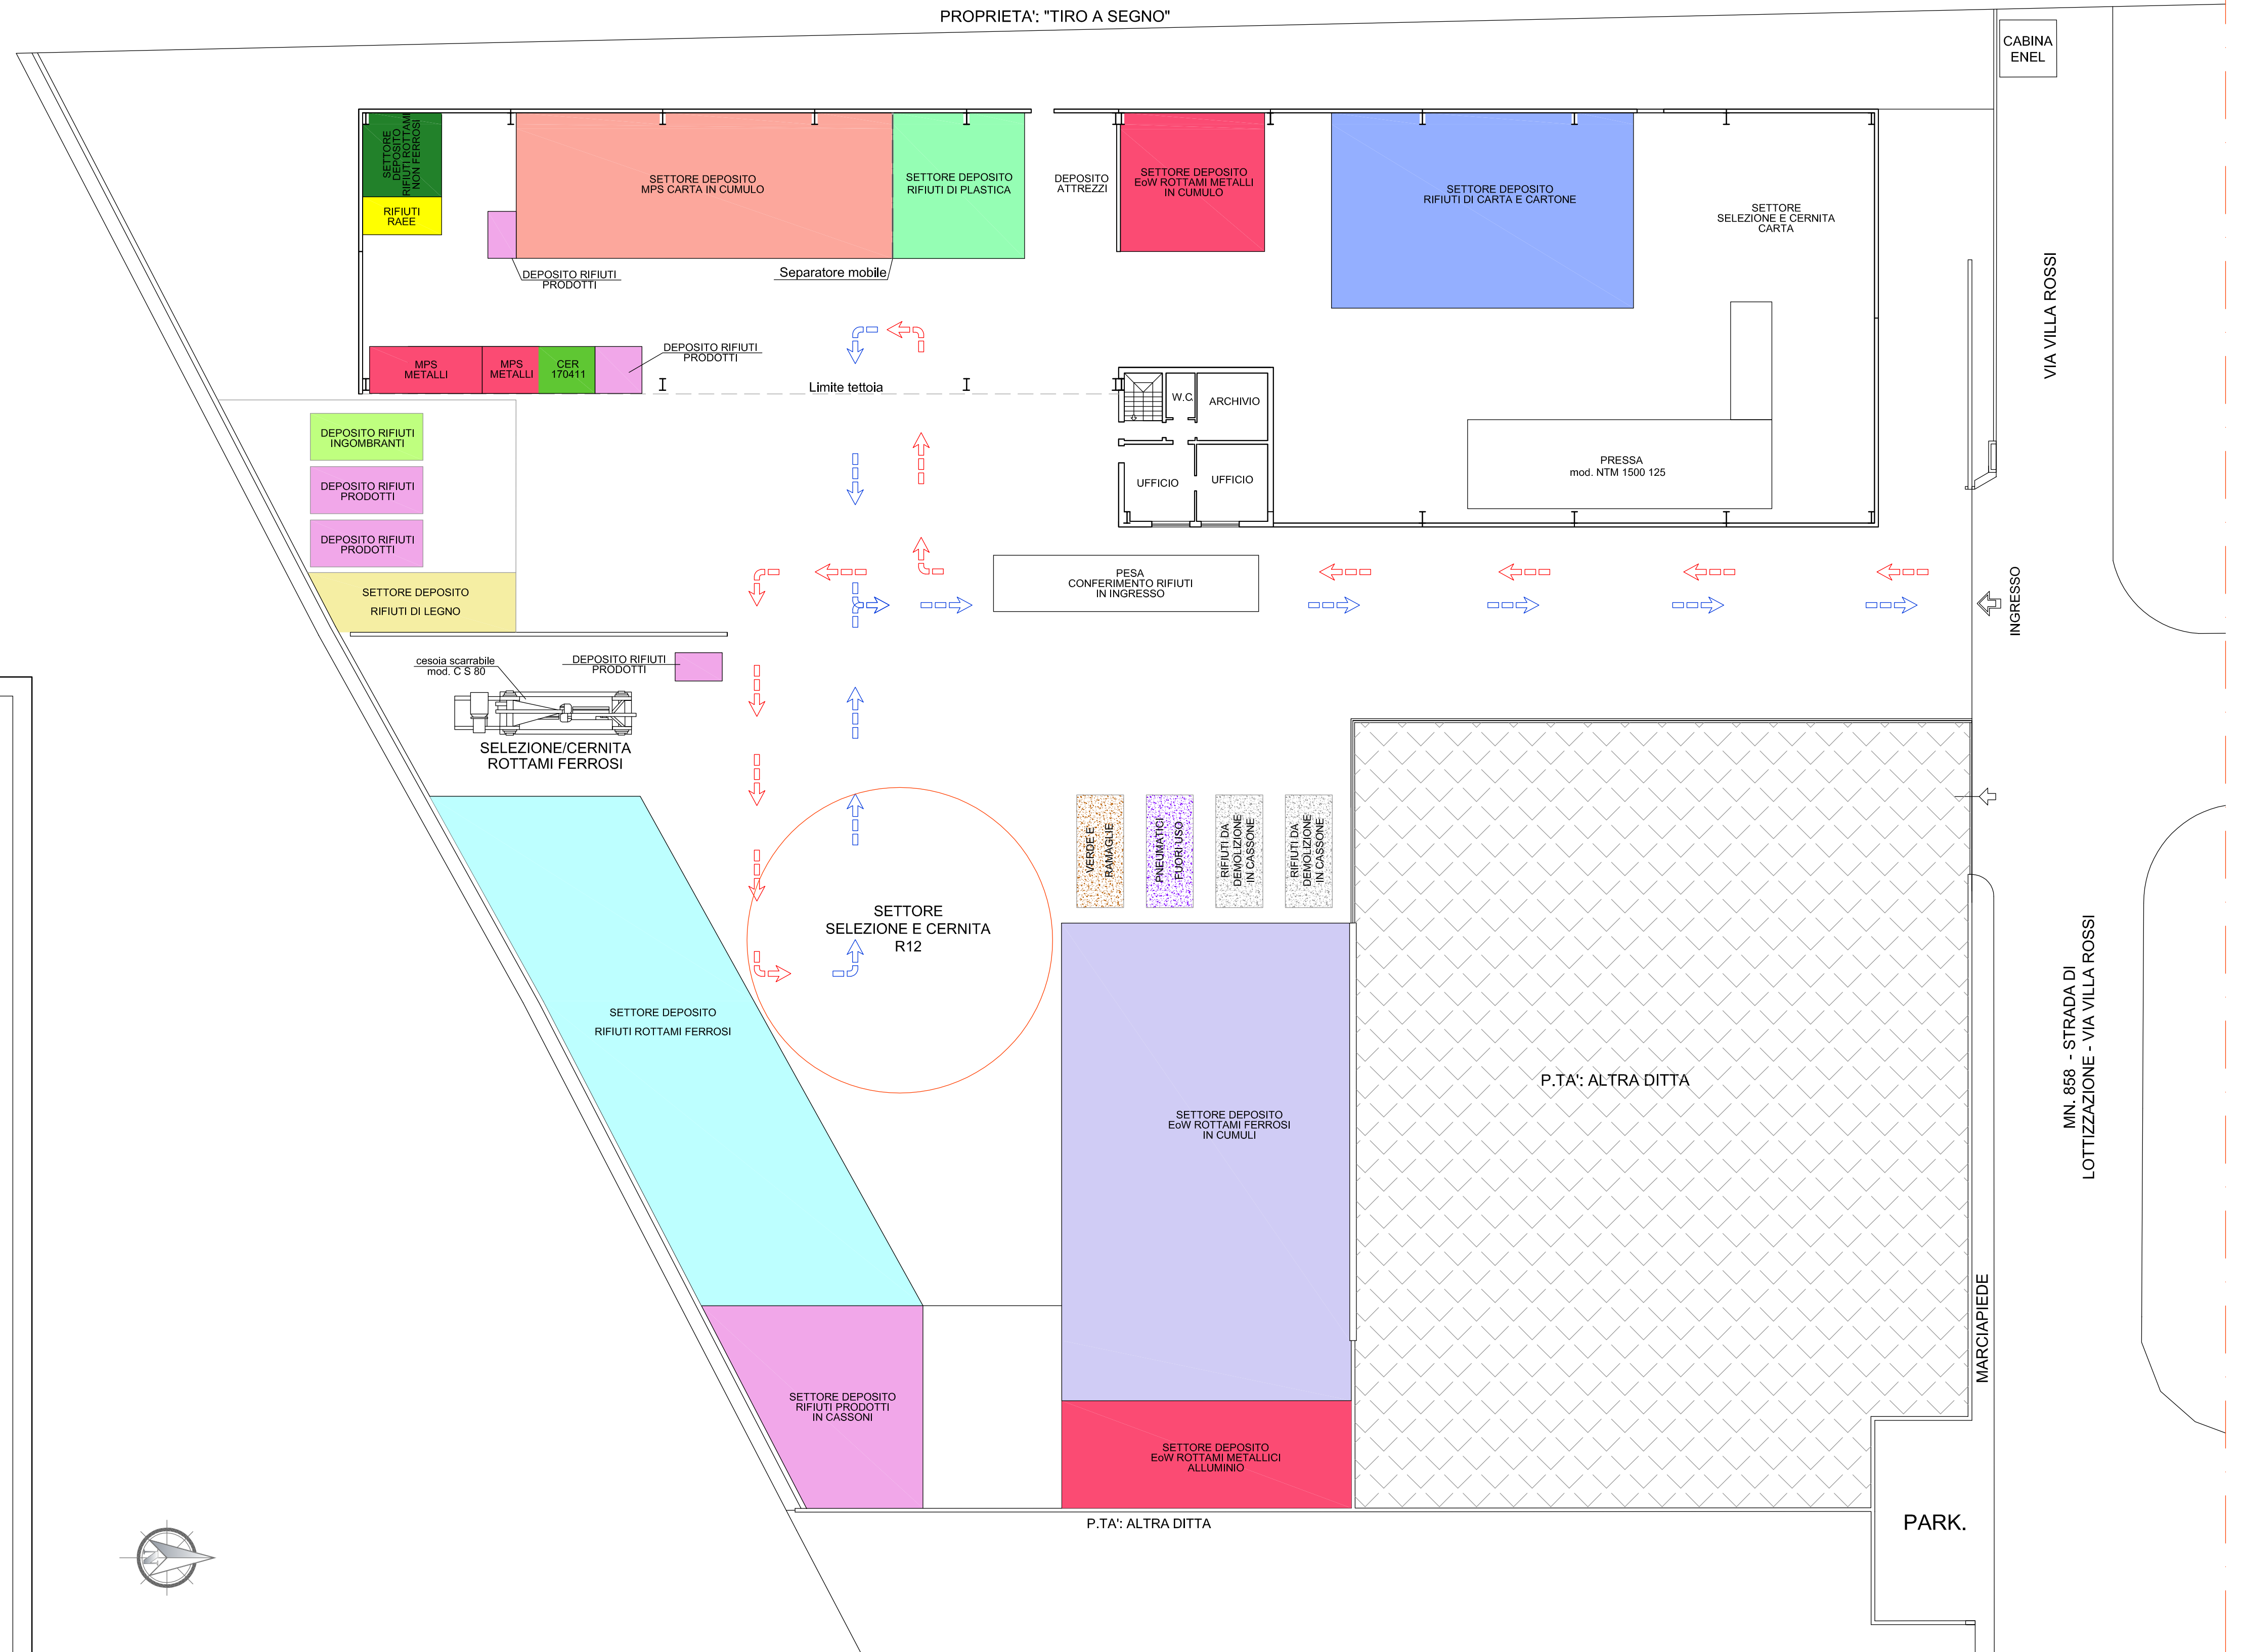 PROPRIETA': "TIRO A SEGNO"
CABINA
ENEL
SETTORE
DEPOSITO
RIFIUTI ROTTAMI
NON FERROSI
RIFIUTI
RAEE
SETTORE DEPOSITO
MPS CARTA IN CUMULO
SETTORE DEPOSITO
RIFIUTI DI PLASTICA
DEPOSITO
ATTREZZI
SETTORE DEPOSITO
EoW ROTTAMI METALLI
IN CUMULO
SETTORE DEPOSITO
RIFIUTI DI CARTA E CARTONE
SETTORE
SELEZIONE E CERNITA
CARTA
DEPOSITO RIFIUTI
PRODOTTI
Separatore mobile
VIA VILLA ROSSI
MPS
METALLI
MPS
METALLI
CER
170411
DEPOSITO RIFIUTI
PRODOTTI
Limite tettoia
W.C.
ARCHIVIO
UFFICIO
UFFICIO
PRESSA
mod. NTM 1500 125
DEPOSITO RIFIUTI
INGOMBRANTI
DEPOSITO RIFIUTI
PRODOTTI
DEPOSITO RIFIUTI
PRODOTTI
SETTORE DEPOSITO
RIFIUTI DI LEGNO
PESA
CONFERIMENTO RIFIUTI
IN INGRESSO
INGRESSO
cesoia scarrabile
mod. C S 80
DEPOSITO RIFIUTI
PRODOTTI
SELEZIONE/CERNITA
ROTTAMI FERROSI
VERDE E
RAMAGLIE
PNEUMATICI
FUORI USO
RIFIUTI DA
DEMOLIZIONE
IN CASSONE
RIFIUTI DA
DEMOLIZIONE
IN CASSONE
SETTORE
SELEZIONE E CERNITA
R12
SETTORE DEPOSITO
RIFIUTI ROTTAMI FERROSI
SETTORE DEPOSITO
EoW ROTTAMI FERROSI
IN CUMULI
P.TA': ALTRA DITTA
MN. 858 - STRADA DI
LOTTIZZAZIONE - VIA VILLA ROSSI
MARCIAPIEDE
SETTORE DEPOSITO
RIFIUTI PRODOTTI
IN CASSONI
SETTORE DEPOSITO
EoW ROTTAMI METALLICI
ALLUMINIO
P.TA': ALTRA DITTA
PARK.
N